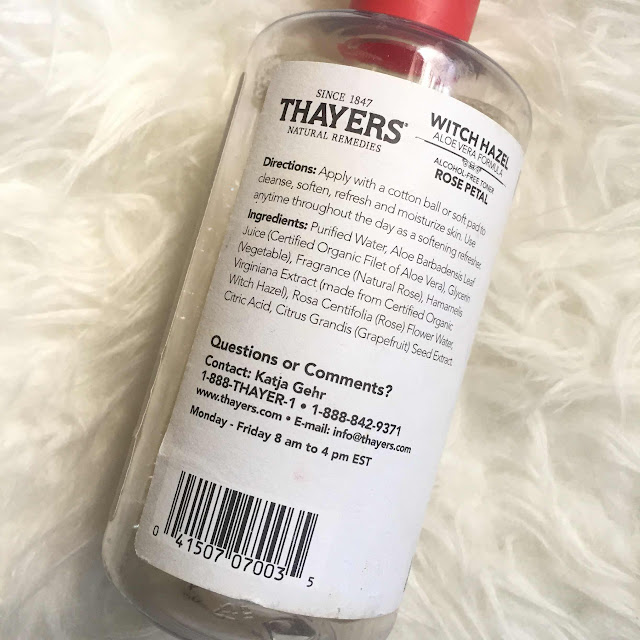 SINCE 1847
THAYERS®
NATURAL REMEDIES
WITCH HAZEL
ALOE VERA FORMULA
ALCOHOL-FREE TONER
ROSE PETAL
Directions: Apply with a cotton ball or soft pad to
cleanse, soften, refresh and moisturize skin. Use
anytime throughout the day as a softening refresher.
Ingredients: Purified Water, Aloe Barbadensis Leaf
Juice (Certified Organic Filet of Aloe Vera), Glycerin
(Vegetable), Fragrance (Natural Rose), Hamamelis
Virginiana Extract (made from Certified Organic
Witch Hazel), Rosa Centifolia (Rose) Flower Water,
Citric Acid, Citrus Grandis (Grapefruit) Seed Extract.
Questions or Comments?
Contact: Katja Gehr
1-888-THAYER-1 • 1-888-842-9371
www.thayers.com • E-mail: info@thayers.com
Monday - Friday 8 am to 4 pm EST
0 41507 07003 5